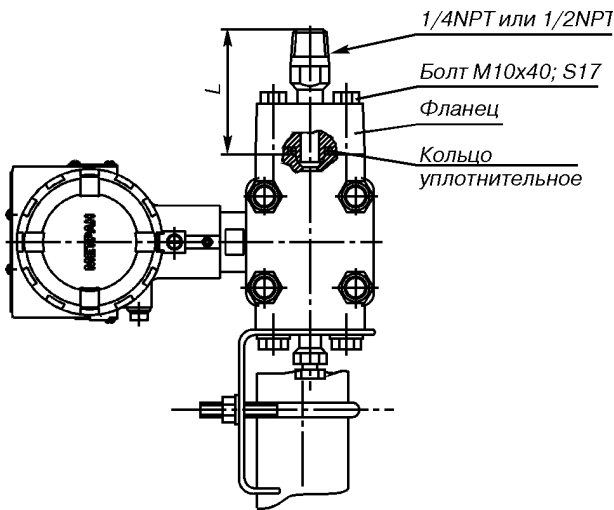 1/4NPT или 1/2NPT
Болт М10х40; S17
Фланец
Кольцо
уплотнительное
L
МЕТРАН